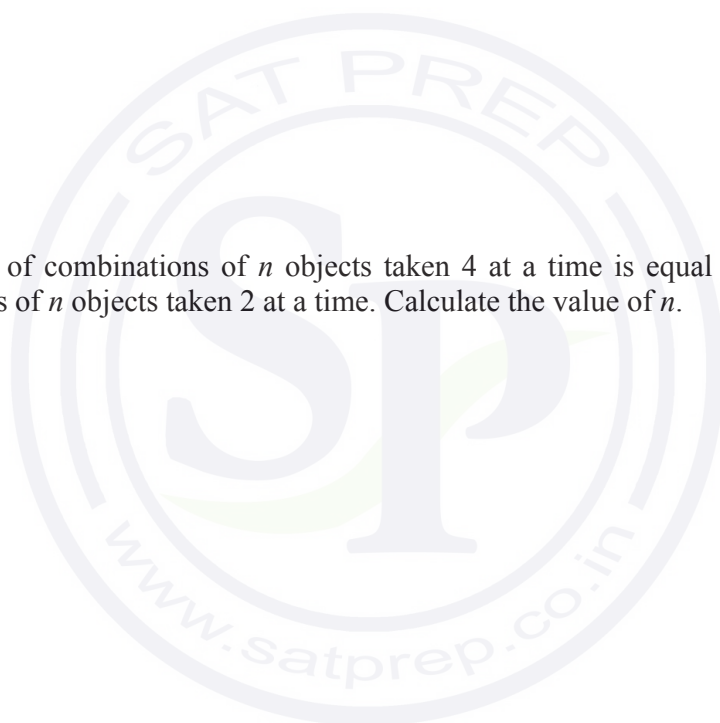 SAT PREP
of combinations of n objects taken 4 at a time is equal
s of n objects taken 2 at a time. Calculate the value of n.
SP
www.satprep.co.in